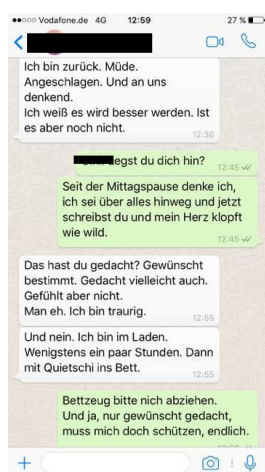 Vodafone.de 4G 12:59 27 %
Ich bin zurück. Müde.
Angeschlagen. Und an uns
denkend.
Ich weiß es wird besser werden. Ist
es aber noch nicht.
12:36
du dich hin?
12:45
Seit der Mittagspause denke ich,
ich sei über alles hinweg und jetzt
schreibst du und mein Herz klopft
wie wild.
12:45
Das hast du gedacht? Gewünscht
bestimmt. Gedacht vielleicht auch.
Gefühlt aber nicht.
Man eh. Ich bin traurig.
12:55
Und nein. Ich bin im Laden.
Wenigstens ein paar Stunden. Dann
mit Quietschi ins Bett.
12:55
Bettzeug bitte nich abziehen.
Und ja, nur gewünscht gedacht,
muss mich doch schützen, endlich.